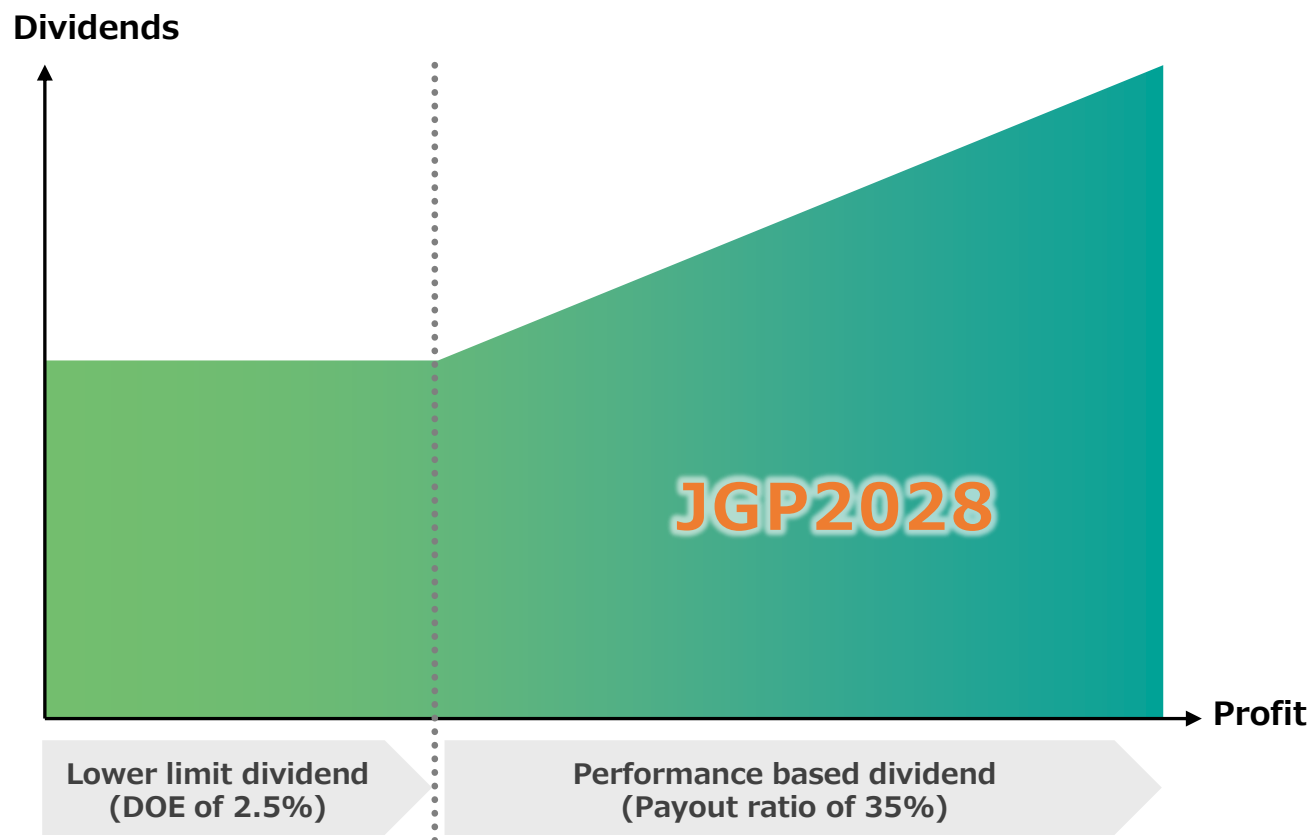 Dividends
JGP2028
Profit
Lower limit dividend
(DOE of 2.5%)
Performance based dividend
(Payout ratio of 35%)